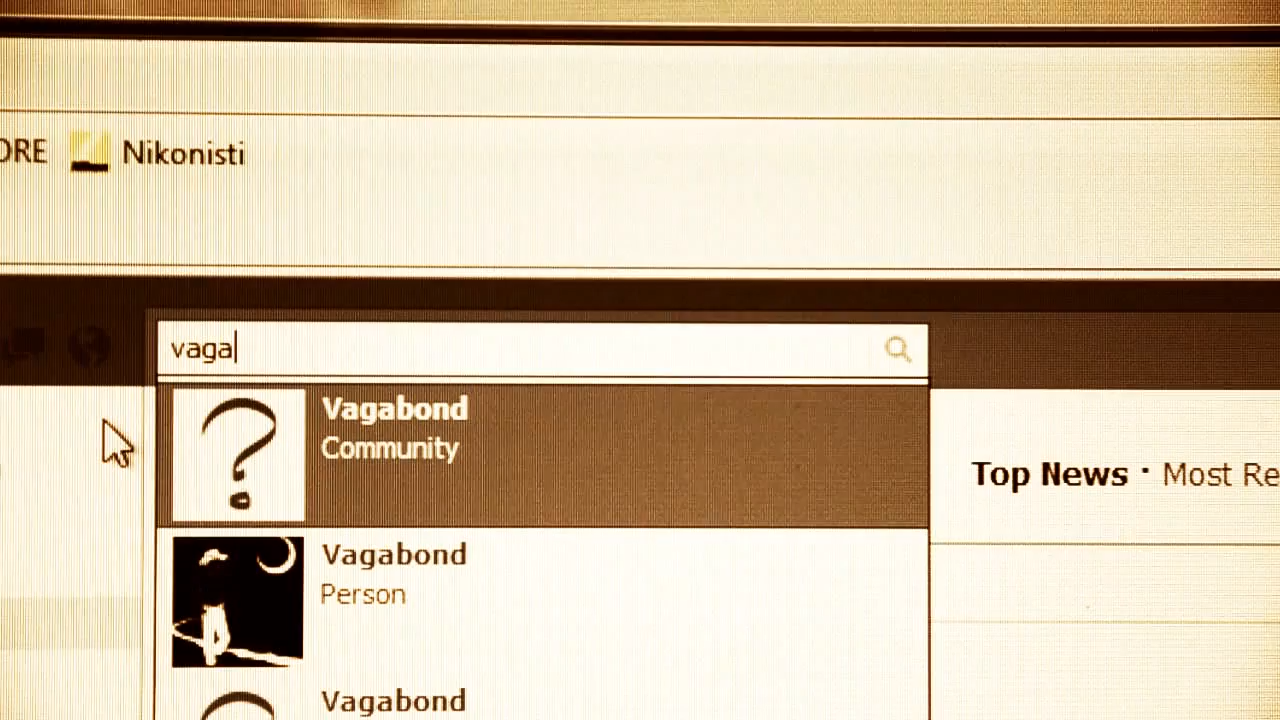 ORE Nikonisti
vaga
Vagabond
Community
Top News · Most Re
Vagabond
Person
Vagabond